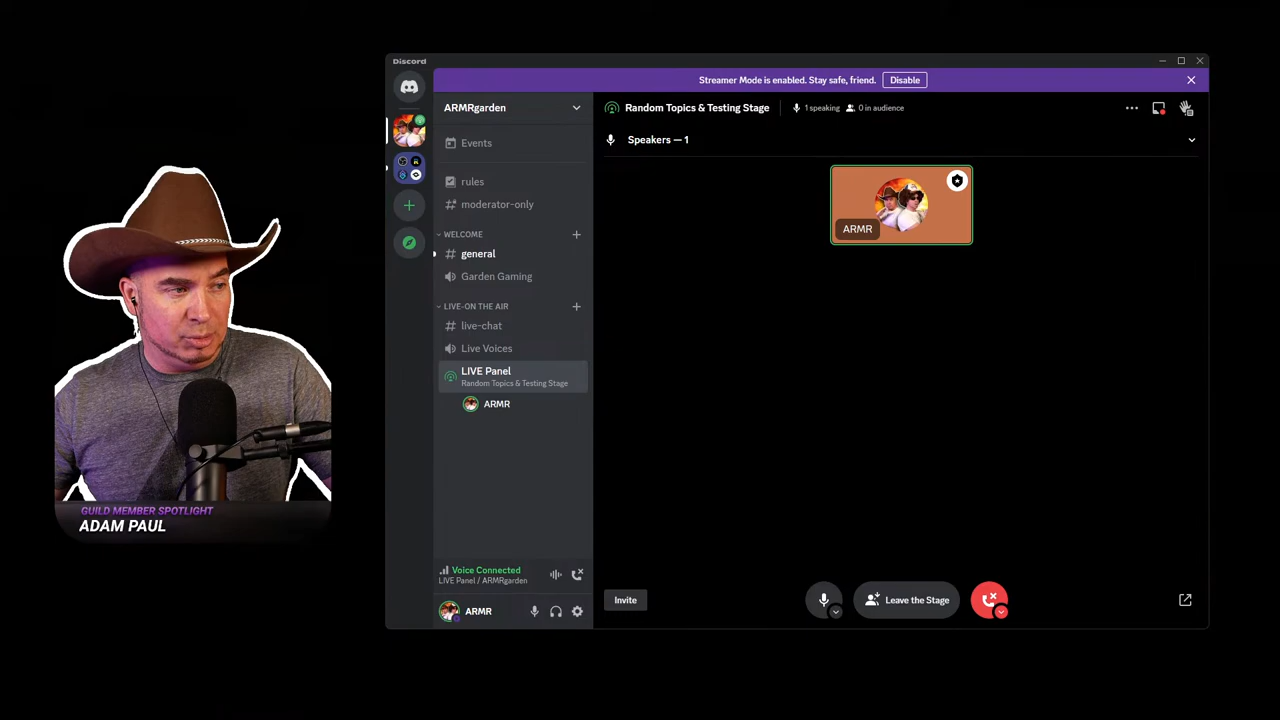 Discord
Streamer Mode is enabled. Stay safe, friend.
Disable
ARMRgarden
Events
rules
moderator-only
WELCOME
general
Garden Gaming
LIVE-ON THE AIR
live-chat
Live Voices
LIVE Panel
Random Topics & Testing Stage
ARMR
Voice Connected
LIVE Panel / ARMRgarden
ARMR
Random Topics & Testing Stage
1 speaking
0 in audience
Speakers — 1
ARMR
Invite
Leave the Stage
GUILD MEMBER SPOTLIGHT
ADAM PAUL